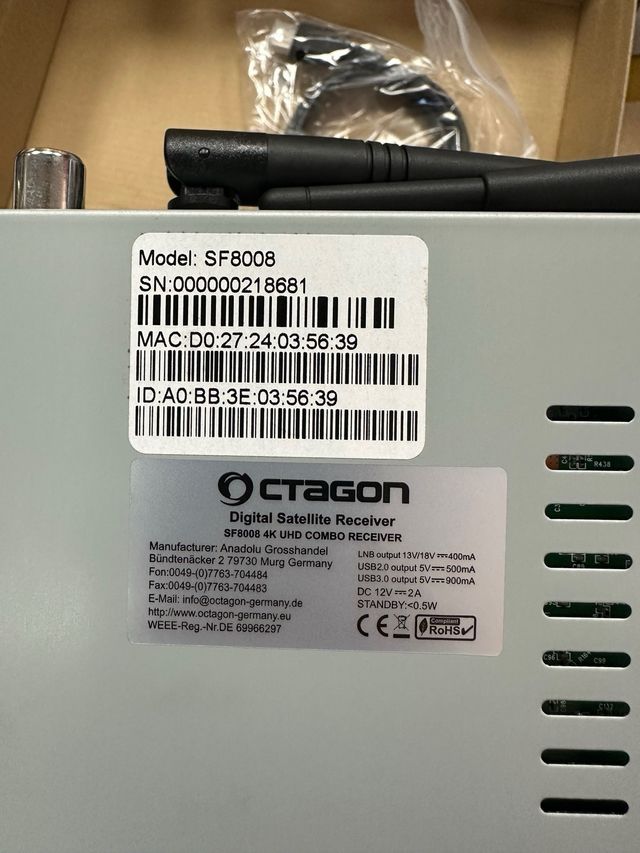 Model: SF8008
SN:000000218681
MAC:D0:27:24:03:56:39
ID:A0:BB:3E:03:56:39
OCTAGON
Digital Satellite Receiver
SF8008 4K UHD COMBO RECEIVER
Manufacturer: Anadolu Grosshandel
Bündtenäcker 2 79730 Murg Germany
Fon:0049-(0)7763-704484
Fax:0049-(0)7763-704483
E-Mail: info@octagon-germany.de
http://www.octagon-germany.eu
WEEE-Reg.-Nr.DE 69966297
LNB output 13V/18V⎓400mA
USB2.0 output 5V⎓500mA
USB3.0 output 5V⎓900mA
DC 12V⎓2A
STANDBY:<0.5W
CE
Compliant
RoHS
R438
C99